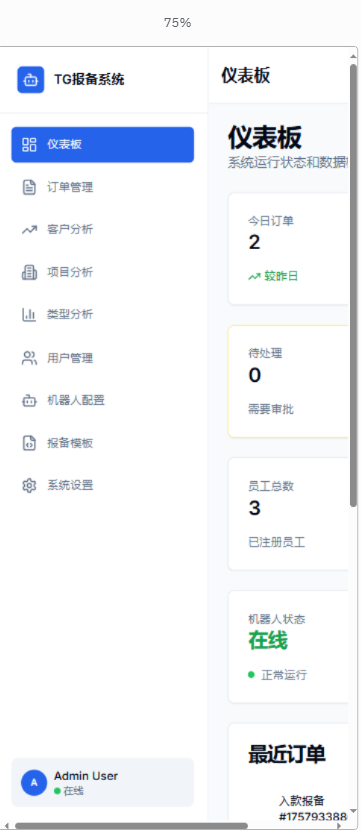 75%
TG报备系统
仪表板
订单管理
客户分析
项目分析
类型分析
用户管理
机器人配置
报备模板
系统设置
A
Admin User
在线
仪表板
仪表板
系统运行状态和数据
今日订单
2
较昨日
待处理
0
需要审批
员工总数
3
已注册员工
机器人状态
在线
正常运行
最近订单
入款报备
#175793388